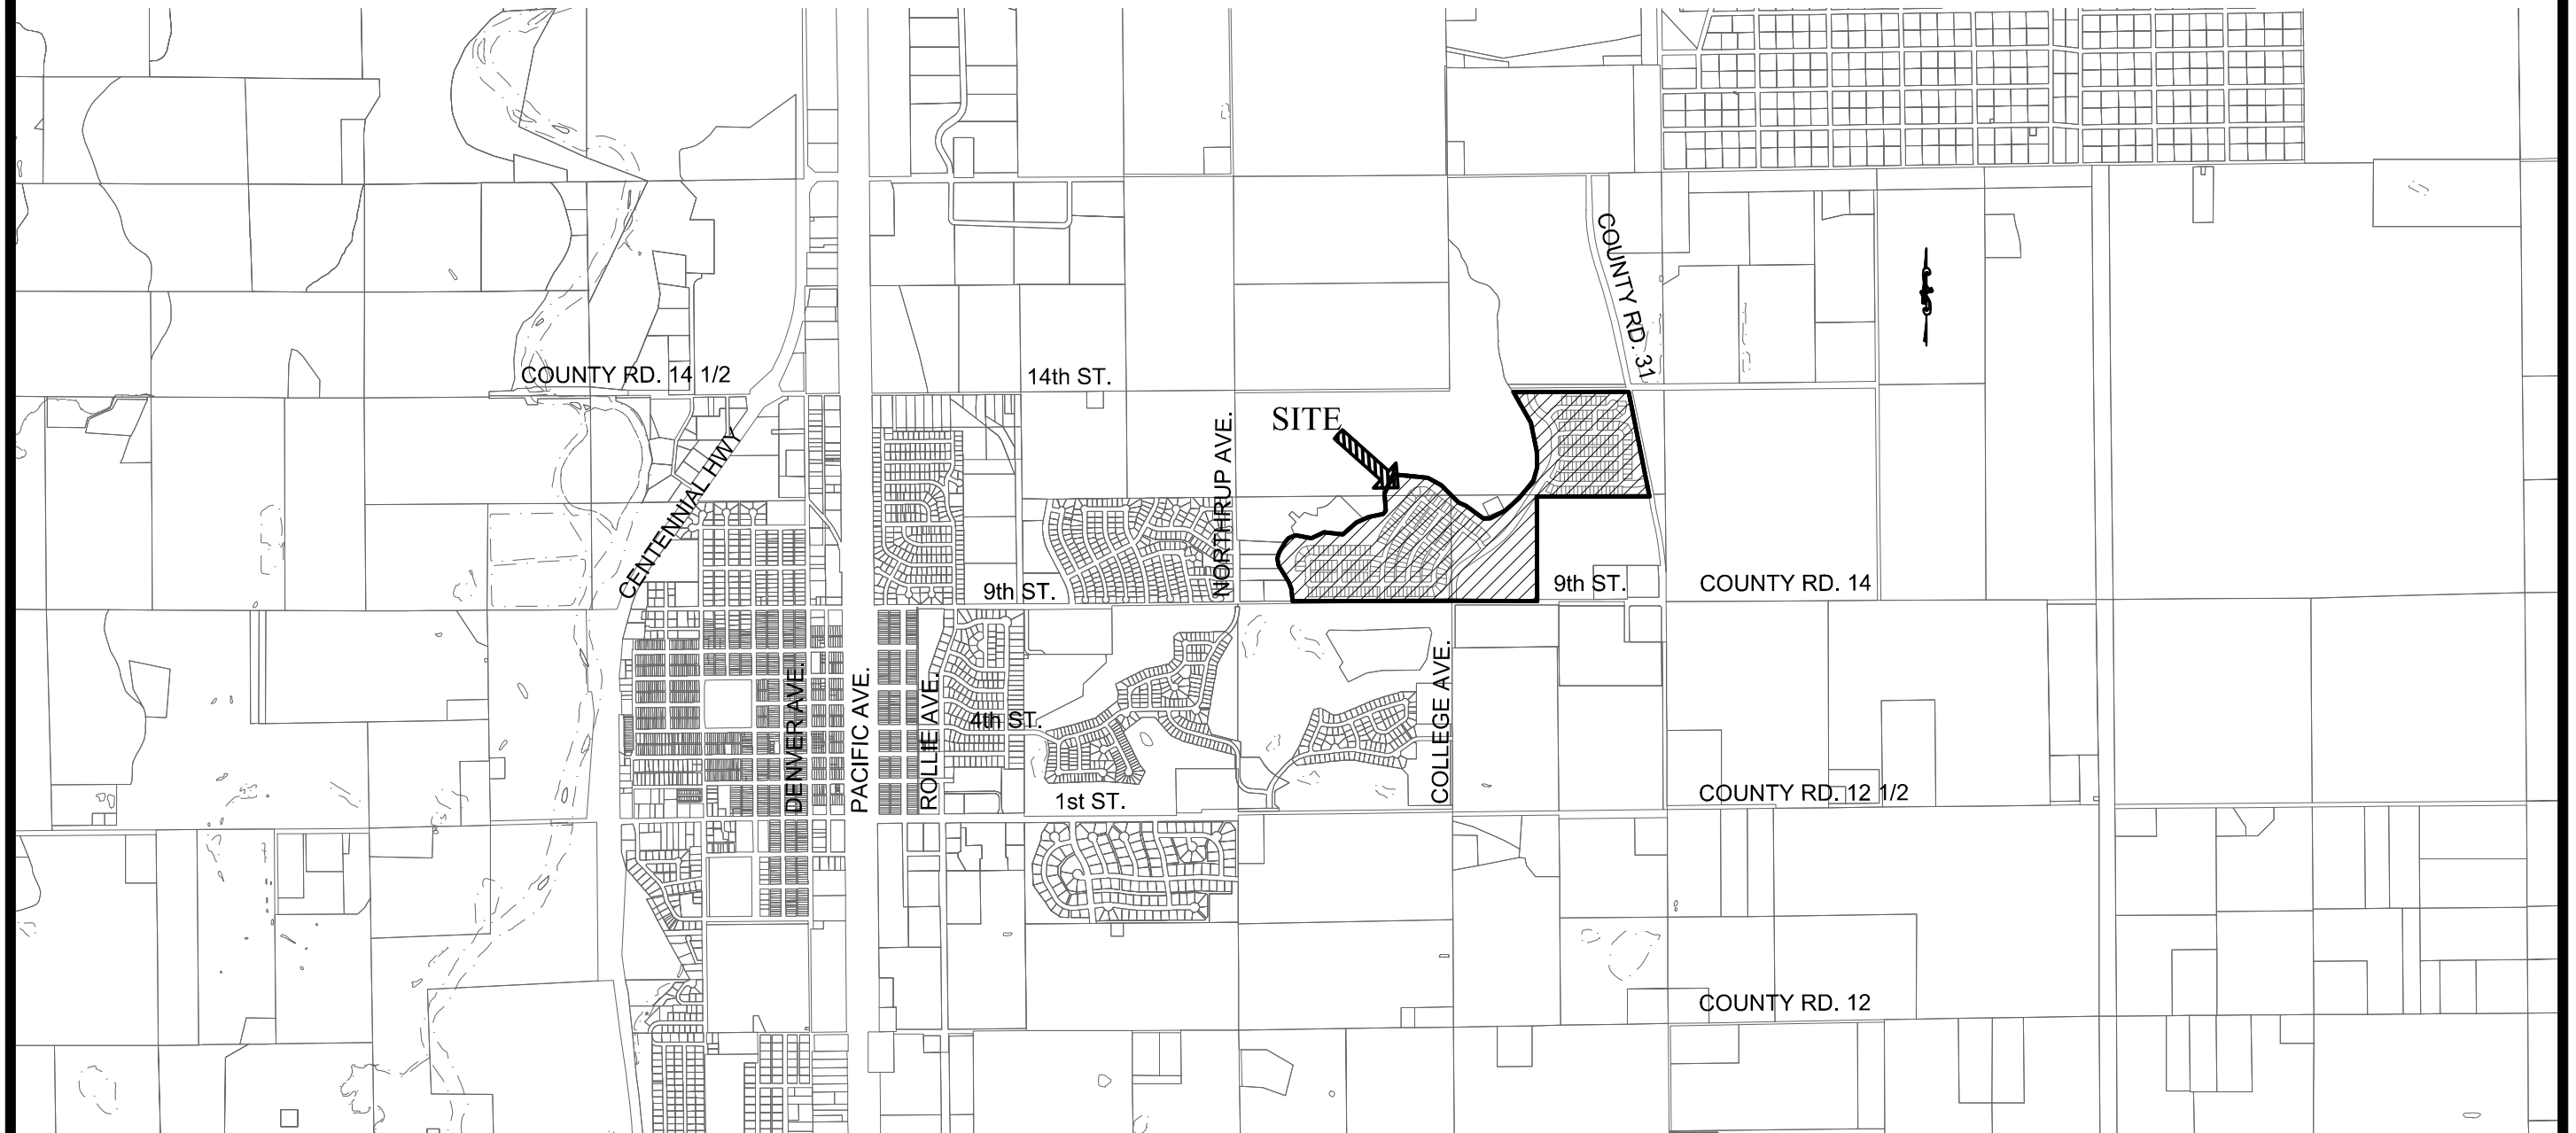 COUNTY RD. 31
COUNTY RD. 14 1/2
14th ST.
SITE
NORTHRUP AVE.
CENTENNIAL HWY
9th ST.
9th ST.
COUNTY RD. 14
DENVER AVE.
PACIFIC AVE.
ROLLIE AVE.
4th ST.
COLLEGE AVE.
1st ST.
COUNTY RD. 12 1/2
COUNTY RD. 12